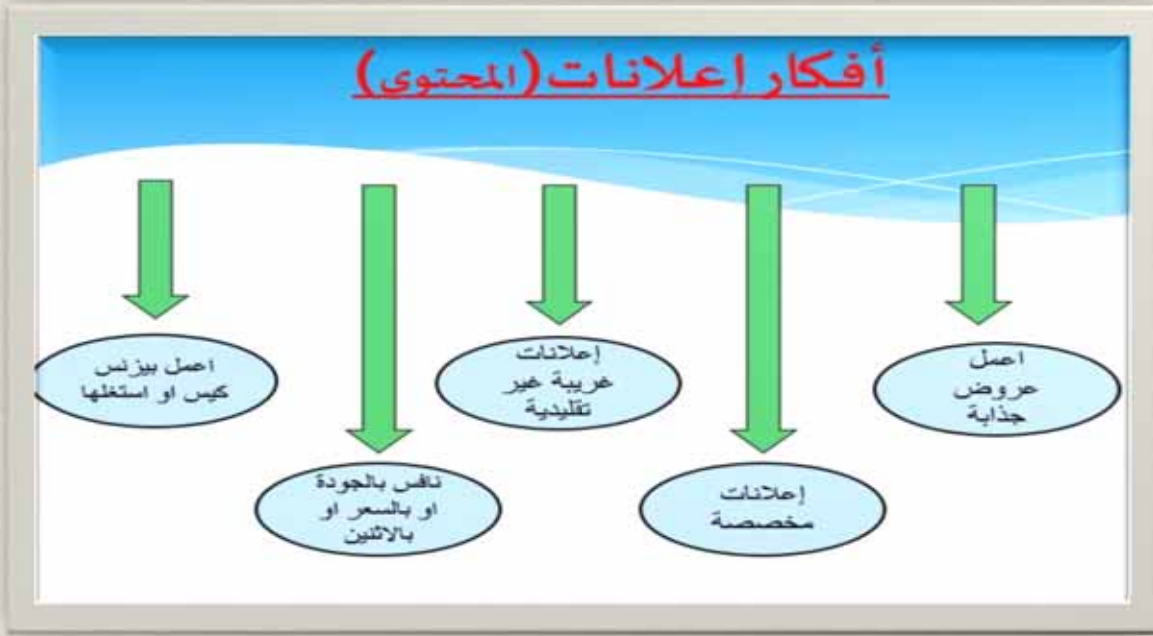 أفكار إعلانات (المحتوى)
اعمل
عروض
جذابة
إعلانات
مخصصة
إعلانات
غريبة غير
تقليدية
نافس بالجودة
او بالسعر او
بالاثنين
اعمل بيزنس
كيس او استغلها